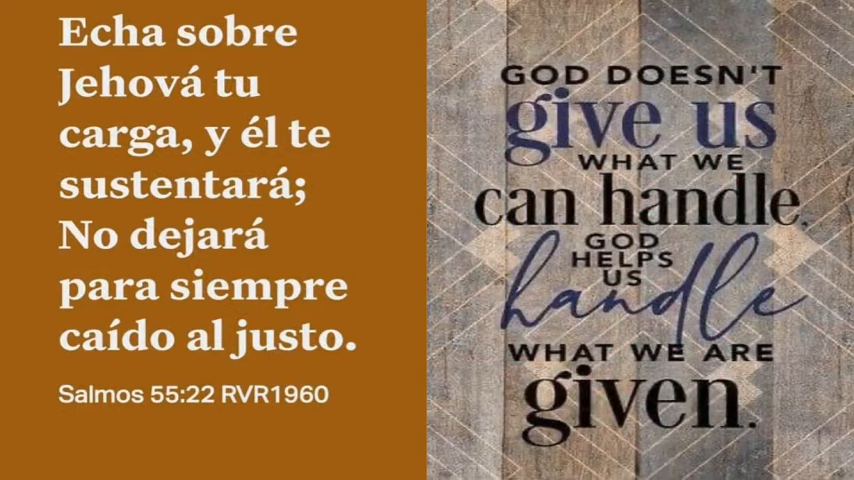 Echa sobre
Jehová tu
carga, y él te
sustentará;
No dejará
para siempre
caído al justo.
Salmos 55:22 RVR1960
GOD DOESN'T
give us
WHAT WE
can handle.
GOD
HELPS
US
handle
WHAT WE ARE
given.